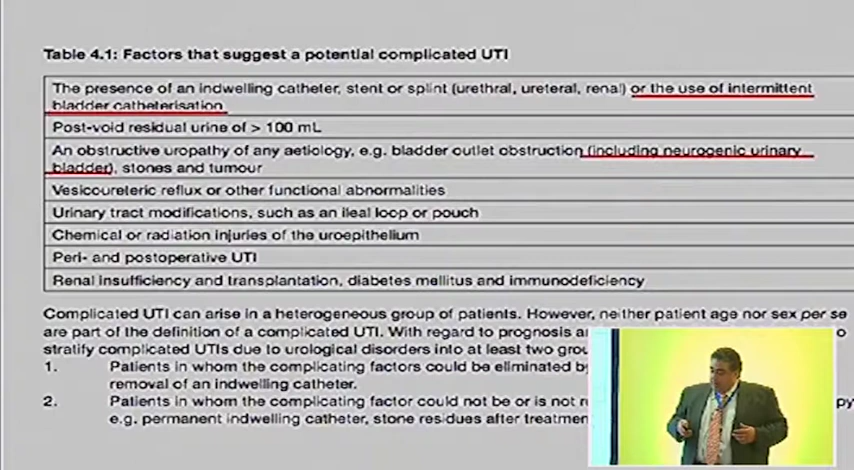 Table 4.1: Factors that suggest a potential complicated UTI
The presence of an indwelling catheter, stent or splint (urethral, ureteral, renal) or the use of intermittent
bladder catheterisation
Post-void residual urine of > 100 mL
An obstructive uropathy of any aetiology, e.g. bladder outlet obstruction (including neurogenic urinary
bladder), stones and tumour
Vesicoureteric reflux or other functional abnormalities
Urinary tract modifications, such as an ileal loop or pouch
Chemical or radiation injuries of the uroepithelium
Peri- and postoperative UTI
Renal insufficiency and transplantation, diabetes mellitus and immunodeficiency
Complicated UTI can arise in a heterogeneous group of patients. However, neither patient age nor sex per se
are part of the definition of a complicated UTI. With regard to prognosis
stratify complicated UTIs due to urological disorders into at least two
1. Patients in whom the complicating factors could be eliminated
removal of an indwelling catheter.
2. Patients in whom the complicating factor could not be or is not
e.g. permanent indwelling catheter, stone residues after